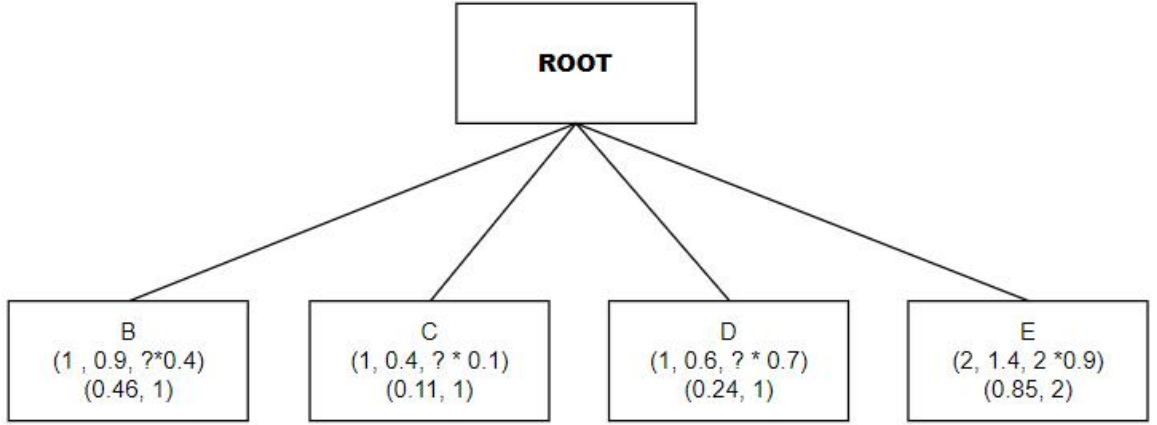 ROOT
B
(1 , 0.9, ?*0.4)
(0.46, 1)
C
(1, 0.4, ? * 0.1)
(0.11, 1)
D
(1, 0.6, ? * 0.7)
(0.24, 1)
E
(2, 1.4, 2 *0.9)
(0.85, 2)